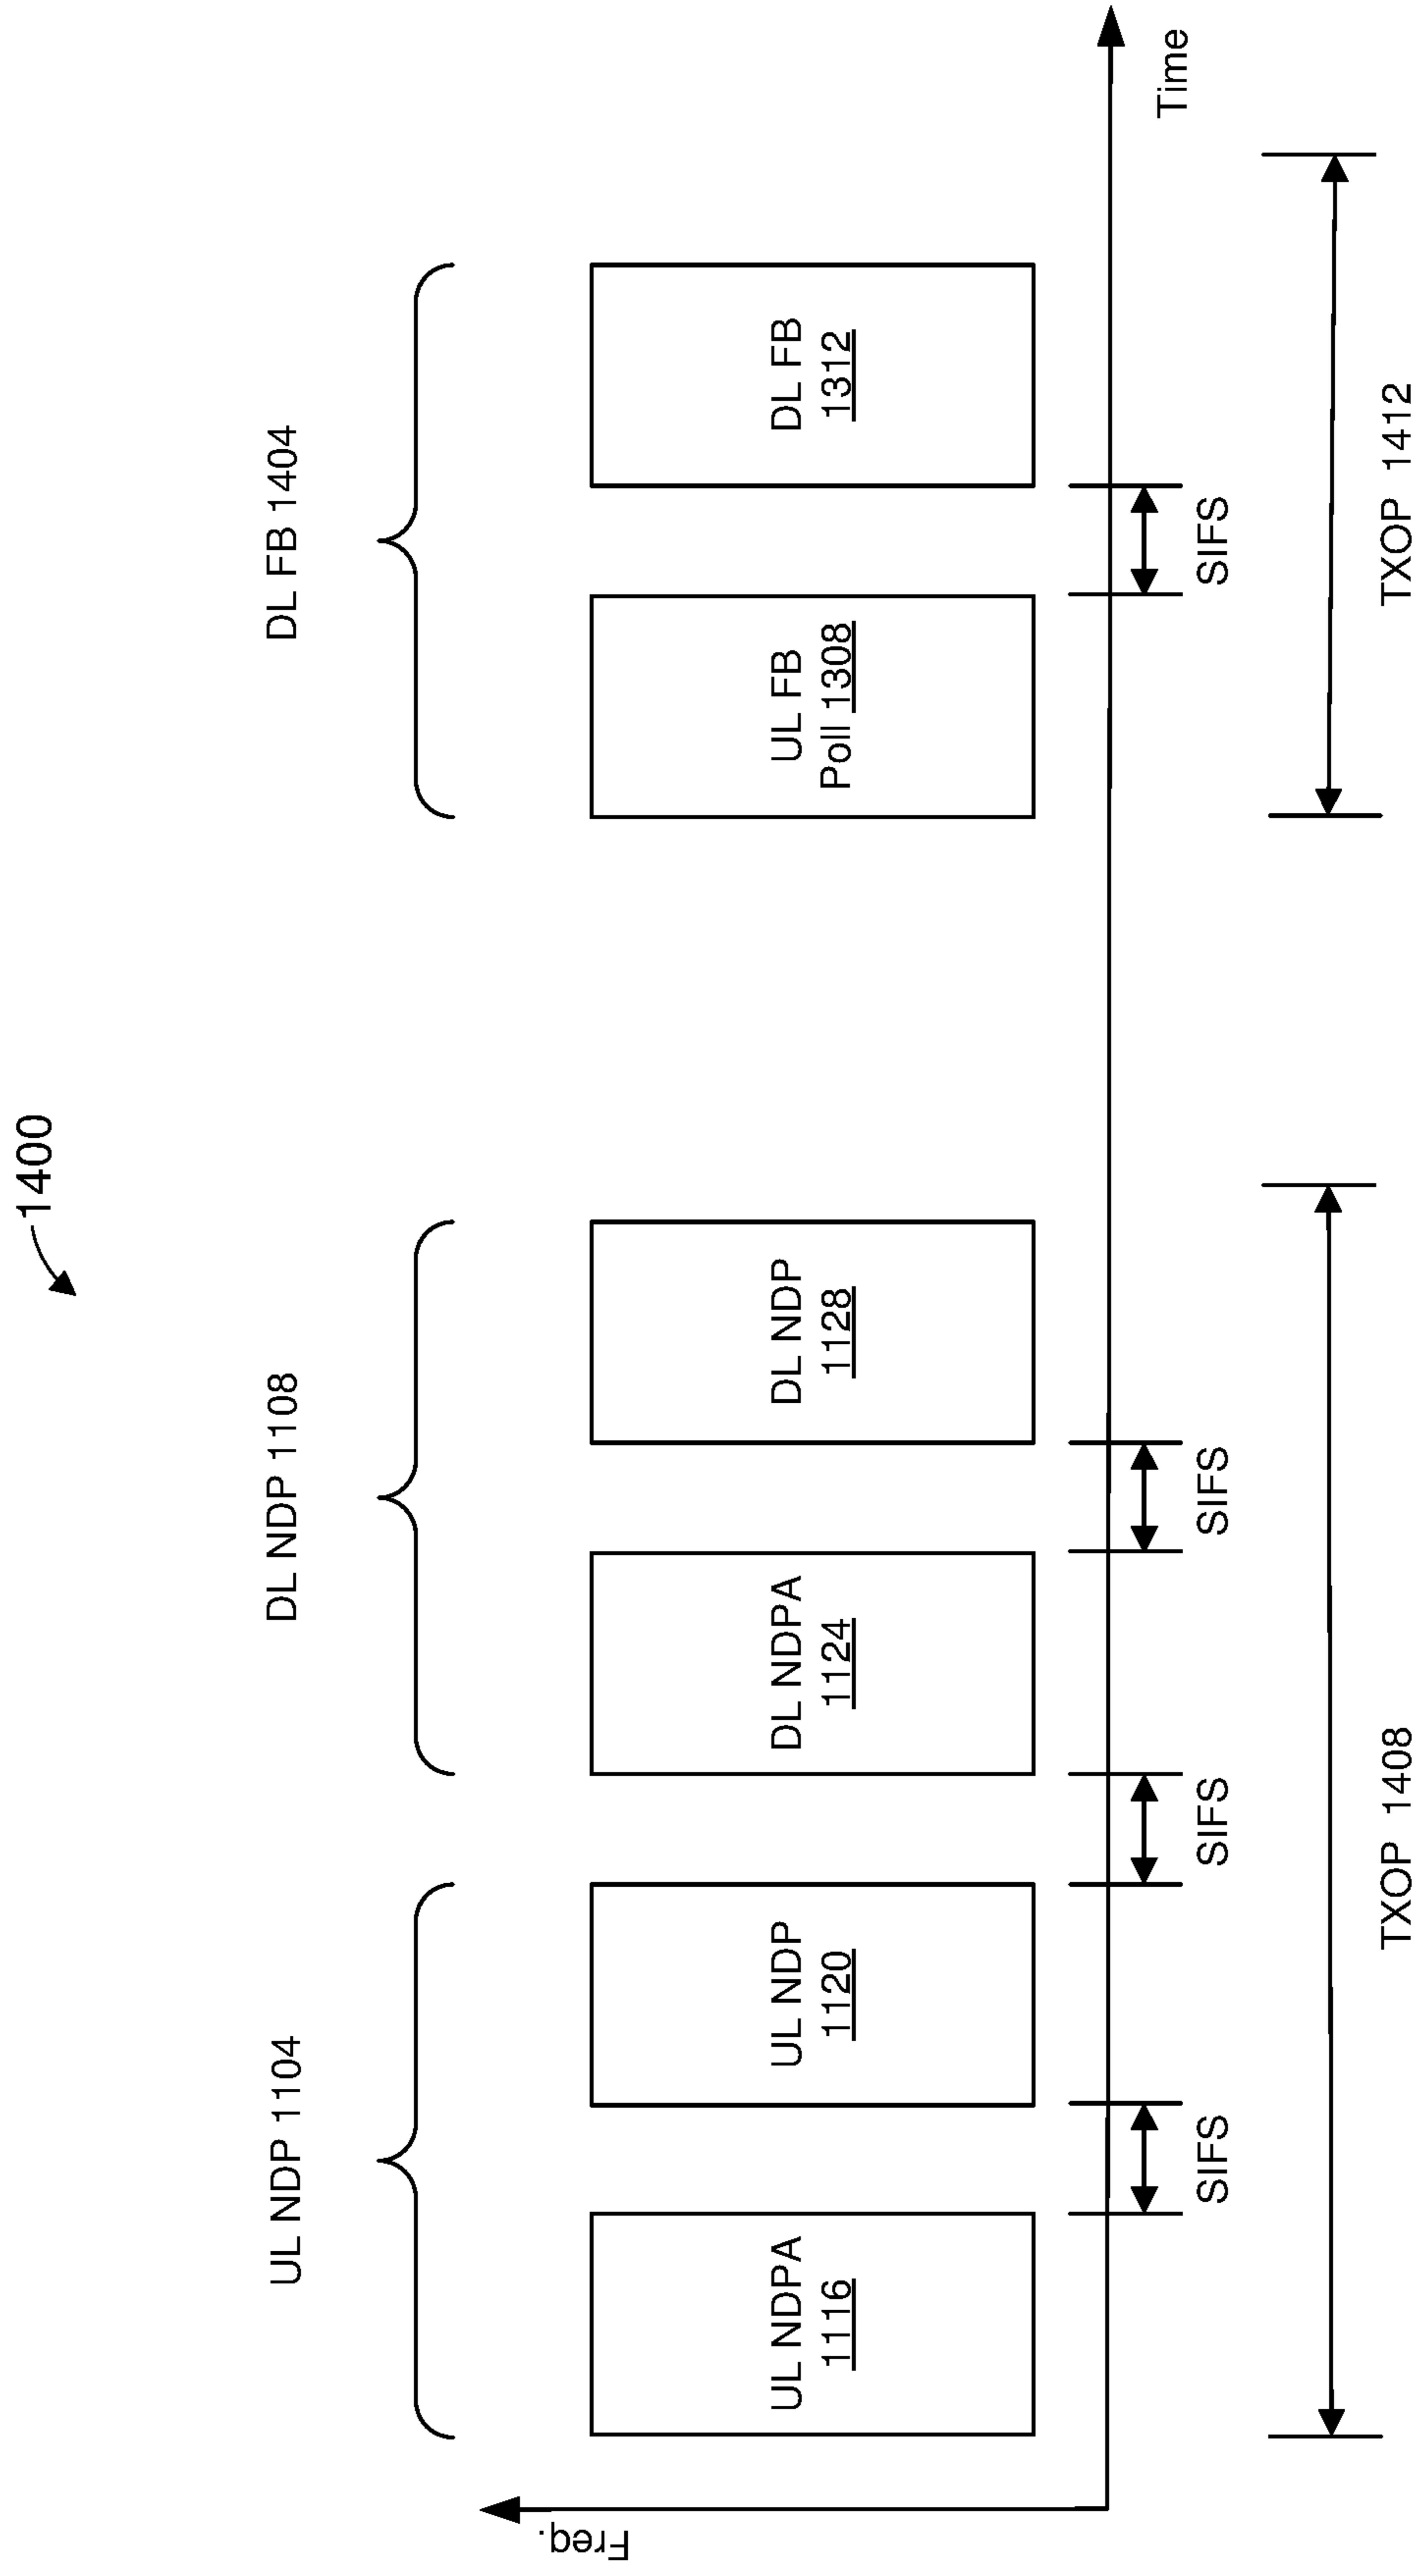 1400
UL NDP 1104
DL NDP 1108
DL FB 1404
UL NDPA
1116
UL NDP
1120
DL NDPA
1124
DL NDP
1128
UL FB
Poll 1308
DL FB
1312
Freq.
Time
SIFS
SIFS
SIFS
SIFS
TXOP 1408
TXOP 1412